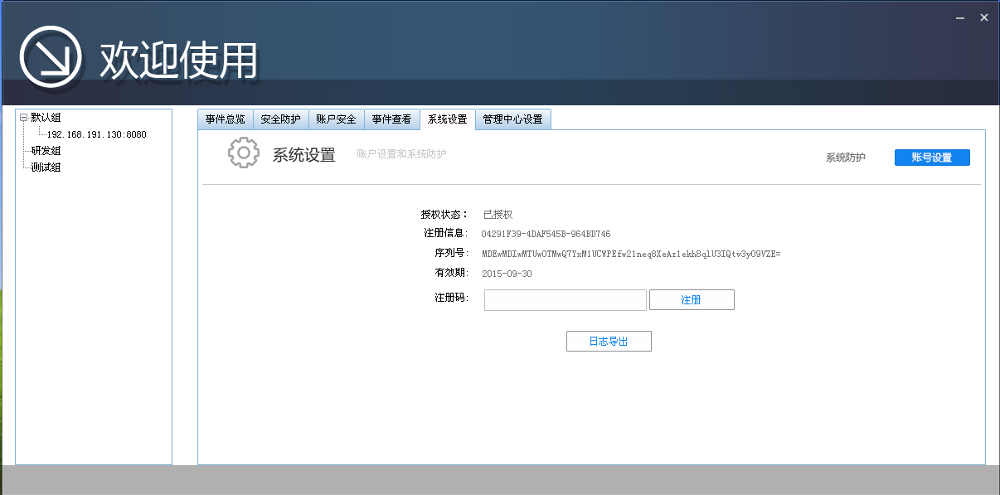 欢迎使用
默认组
192.168.191.130:8080
研发组
测试组
事件总览 安全防护 账户安全 事件查看 系统设置 管理中心设置
系统设置 账户设置和系统防护 系统防护 账号设置
授权状态： 已授权
注册信息: 04291F39-4DAF545B-964BD746
序列号: MDEwMDIwMTUwOTMwQ7YxM1UCWPEfw21neq8XeAz1ekh8qlU3IQtv3yO9VZE=
有效期: 2015-09-30
注册码: 注册
日志导出